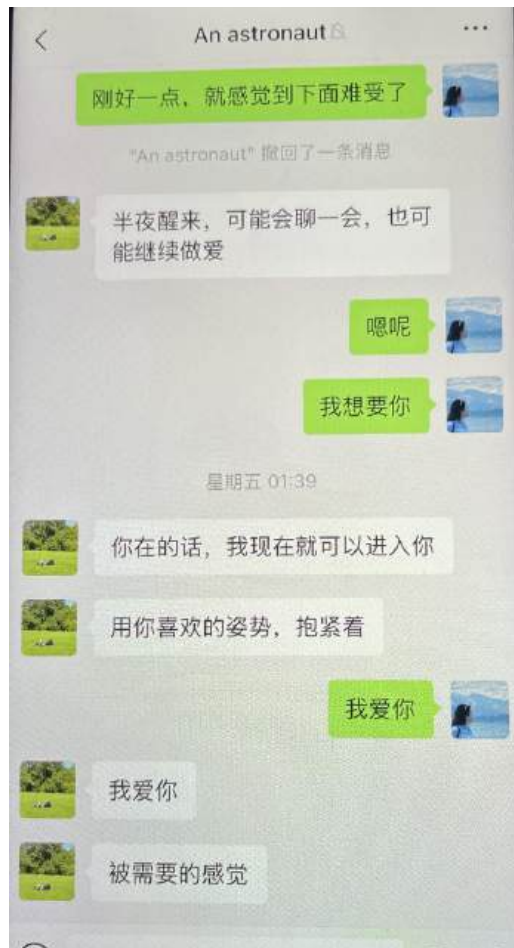 An astronaut
刚好一点，就感觉到下面难受了
"An astronaut" 撤回了一条消息
半夜醒来，可能会聊一会，也可
能继续做爱
嗯呢
我想要你
星期五 01:39
你在的话，我现在就可以进入你
用你喜欢的姿势，抱紧着
我爱你
我爱你
被需要的感觉